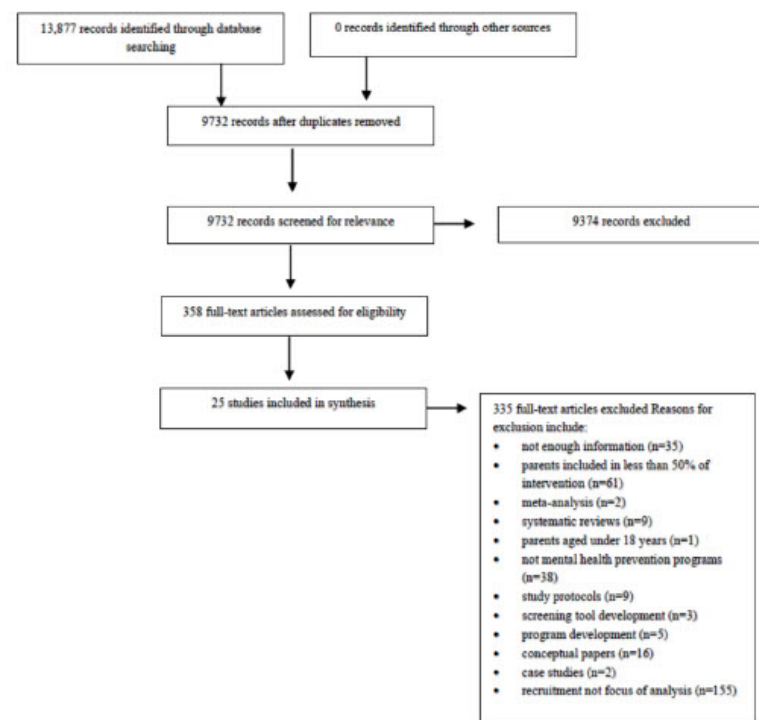 13,877 records identified through database
searching
0 records identified through other sources
9732 records after duplicates removed
9732 records screened for relevance
9374 records excluded
358 full-text articles assessed for eligibility
25 studies included in synthesis
335 full-text articles excluded Reasons for
exclusion include:
• not enough information (n=35)
• parents included in less than 50% of
intervention (n=61)
• meta-analysis (n=2)
• systematic reviews (n=9)
• parents aged under 18 years (n=1)
• not mental health prevention programs
(n=38)
• study protocols (n=9)
• screening tool development (n=3)
• program development (n=5)
• conceptual papers (n=16)
• case studies (n=2)
• recruitment not focus of analysis (n=155)